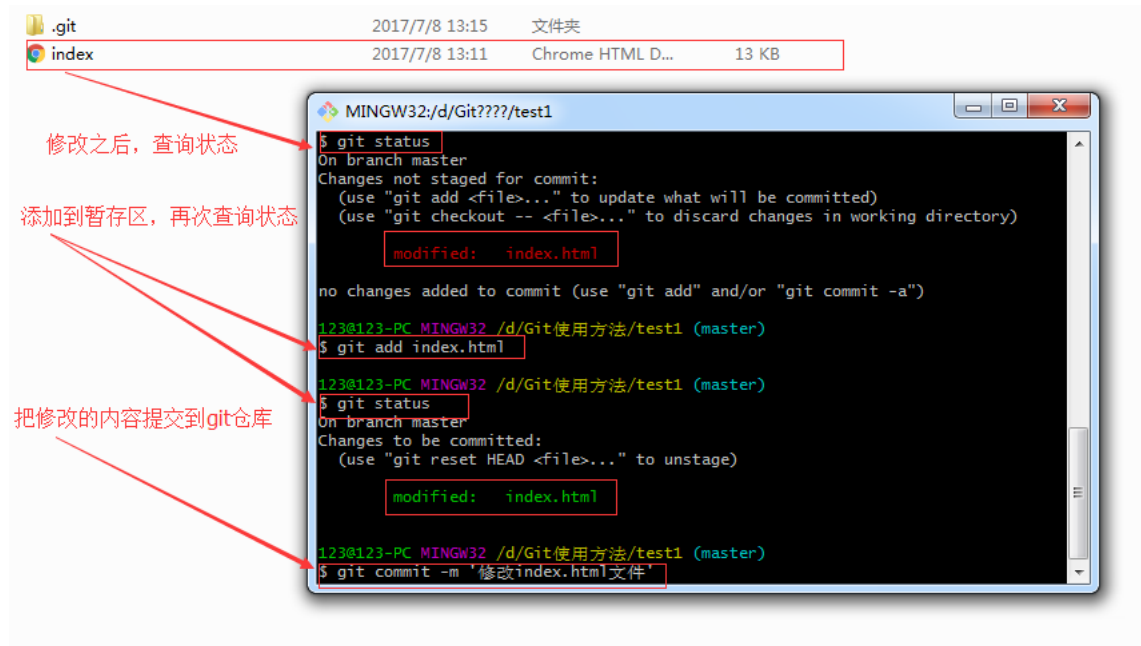 .git 2017/7/8 13:15 文件夹
index 2017/7/8 13:11 Chrome HTML D... 13 KB
MINGW32:/d/Git????/test1
修改之后，查询状态
添加到暂存区，再次查询状态
把修改的内容提交到git仓库
$ git status
On branch master
Changes not staged for commit:
(use "git add <file>..." to update what will be committed)
(use "git checkout -- <file>..." to discard changes in working directory)
modified: index.html
no changes added to commit (use "git add" and/or "git commit -a")
123@123-PC MINGW32 /d/Git使用方法/test1 (master)
$ git add index.html
123@123-PC MINGW32 /d/Git使用方法/test1 (master)
$ git status
On branch master
Changes to be committed:
(use "git reset HEAD <file>..." to unstage)
modified: index.html
123@123-PC MINGW32 /d/Git使用方法/test1 (master)
$ git commit -m '修改index.html文件'